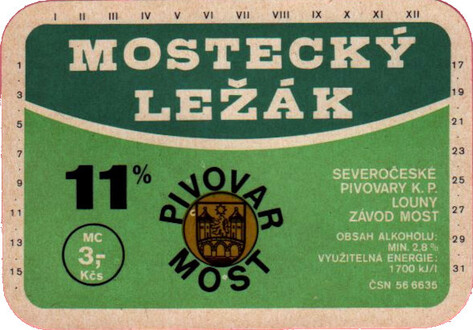 I II III IV V VI VII VIII IX X XI XII
MOSTECKÝ
LEŽÁK
1
3
5
7
9
11
13
15
17
19
21
23
25
27
29
31
11%
MC
3,-
Kčs
PIVOVAR
MOST
SEVEROČESKÉ
PIVOVARY K. P.
LOUNY
ZÁVOD MOST
OBSAH ALKOHOLU:
MIN. 2,8 %
VYUŽITELNÁ ENERGIE:
1700 kJ/l
ČSN 56 6635